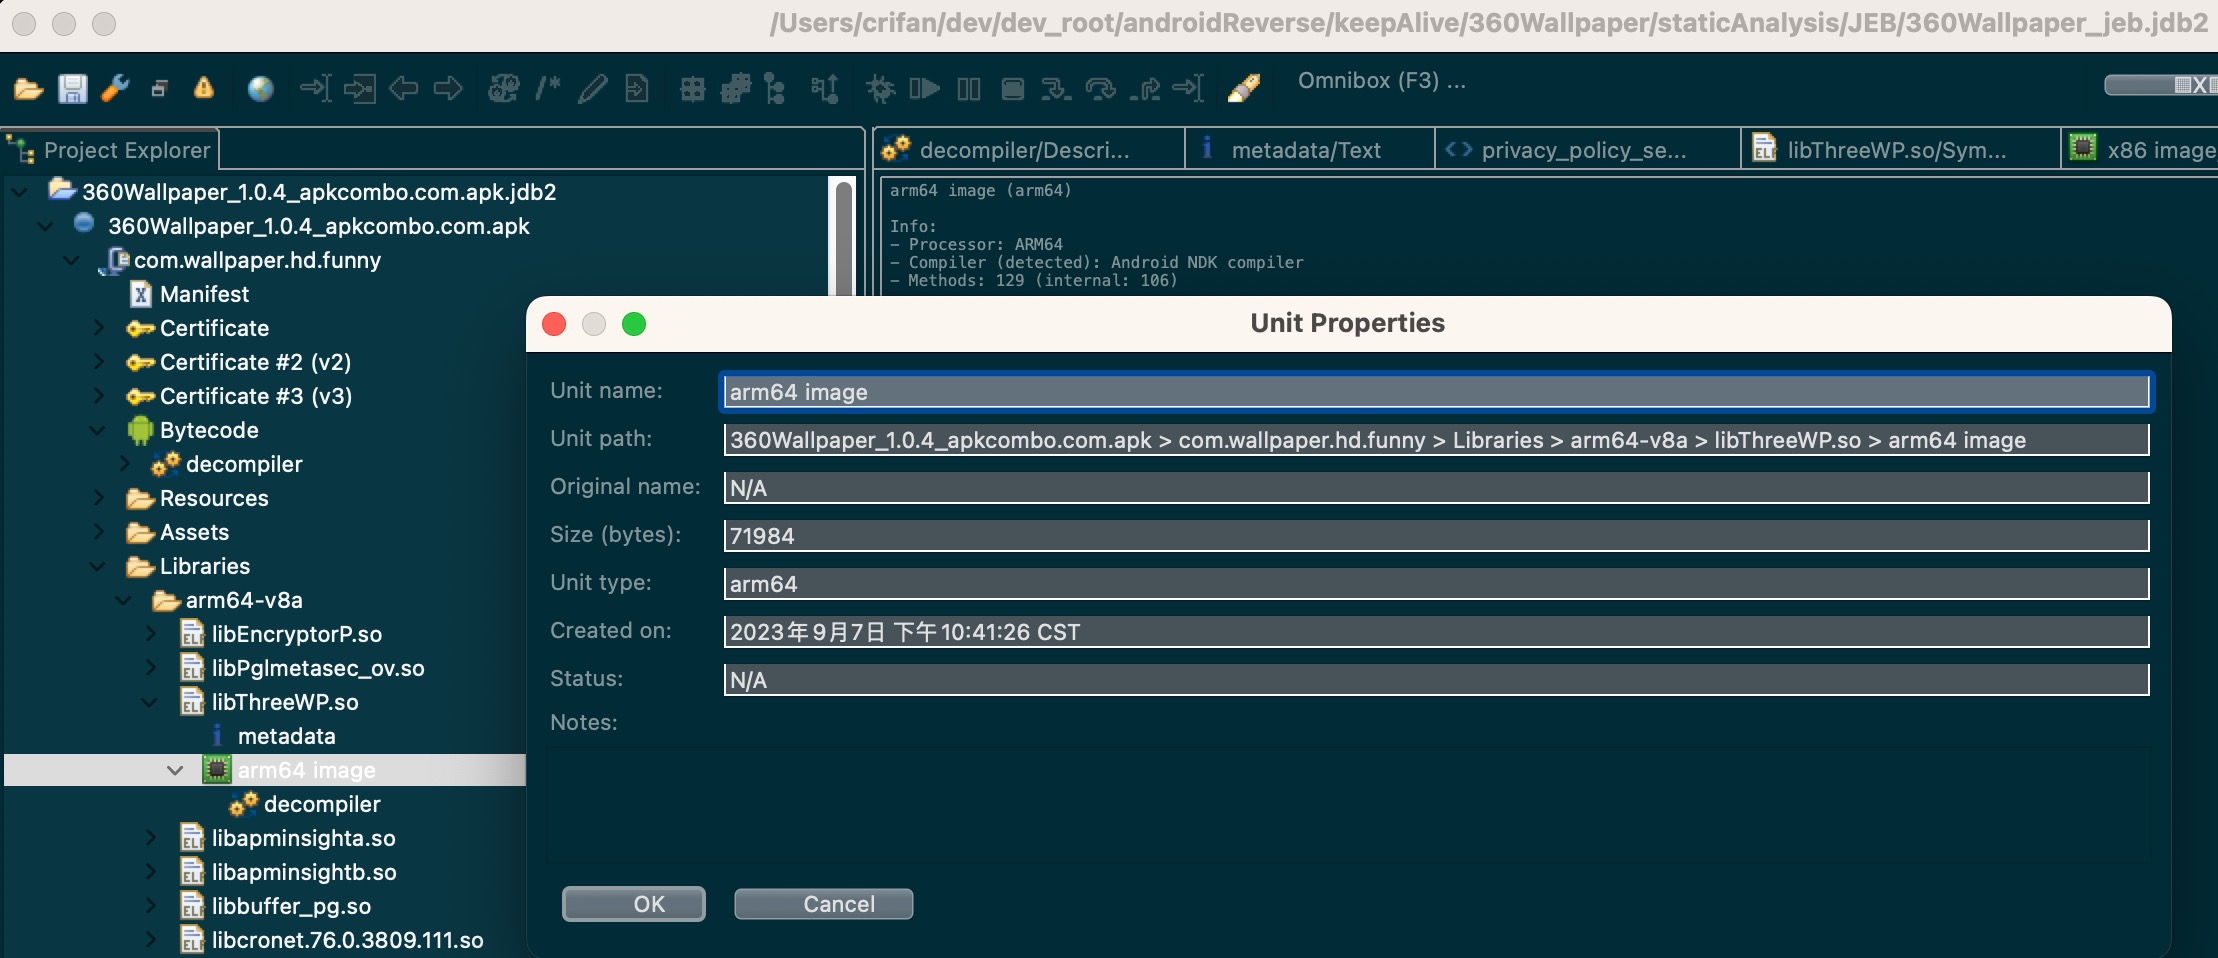 /Users/crifan/dev/dev_root/androidReverse/keepAlive/360Wallpaper/staticAnalysis/JEB/360Wallpaper_jeb.jdb2
Omnibox (F3) ...
Project Explorer
decompiler/Descri...
metadata/Text
privacy_policy_se...
libThreeWP.so/Sym...
x86 image
360Wallpaper_1.0.4_apkcombo.com.apk.jdb2
360Wallpaper_1.0.4_apkcombo.com.apk
com.wallpaper.hd.funny
Manifest
Certificate
Certificate #2 (v2)
Certificate #3 (v3)
Bytecode
decompiler
Resources
Assets
Libraries
arm64-v8a
libEncryptorP.so
libPglmetasec_ov.so
libThreeWP.so
metadata
arm64 image
decompiler
libapminsighta.so
libapminsightb.so
libbuffer_pg.so
libcronet.76.0.3809.111.so
arm64 image (arm64)
Info:
- Processor: ARM64
- Compiler (detected): Android NDK compiler
- Methods: 129 (internal: 106)
Unit Properties
Unit name: arm64 image
Unit path: 360Wallpaper_1.0.4_apkcombo.com.apk > com.wallpaper.hd.funny > Libraries > arm64-v8a > libThreeWP.so > arm64 image
Original name: N/A
Size (bytes): 71984
Unit type: arm64
Created on: 2023年9月7日 下午10:41:26 CST
Status: N/A
Notes:
OK
Cancel